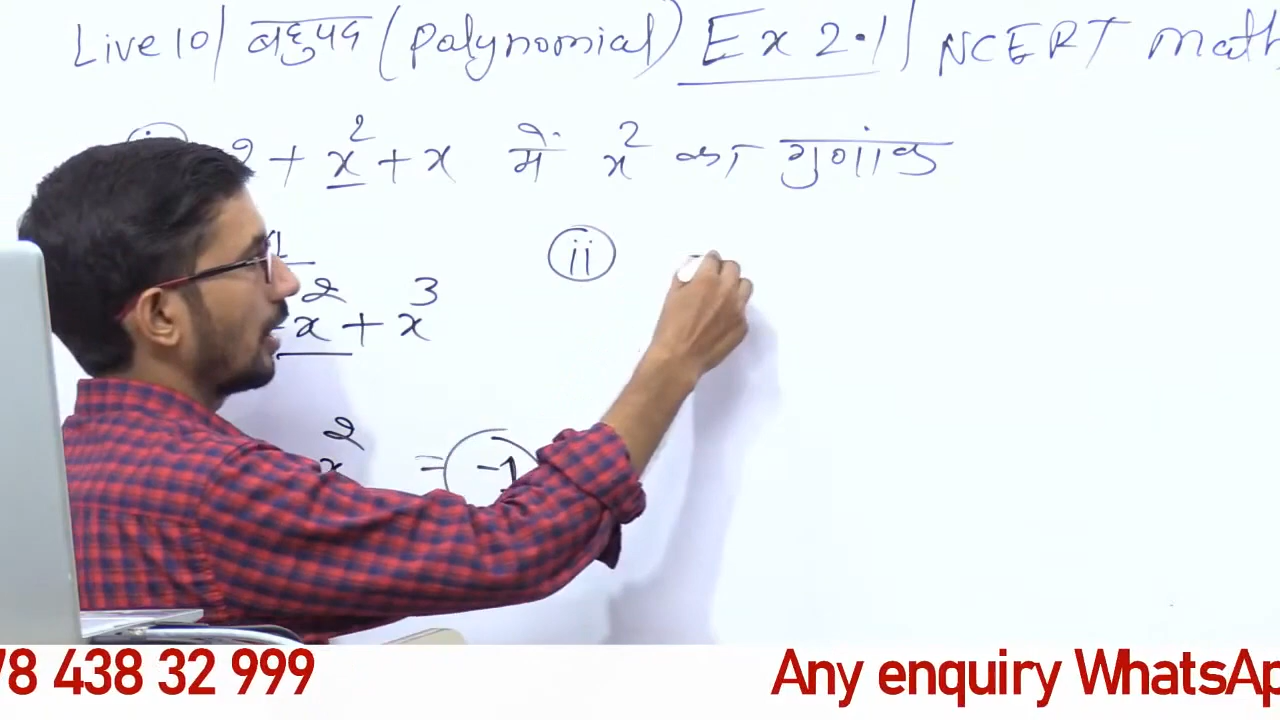 Live 10 | बहुपद (Polynomial) Ex 2.1 | NCERT Math
2 + x² + x में x² का गुणांक
ii
- x² + x³
x² = -1
78 438 32 999
Any enquiry WhatsAp